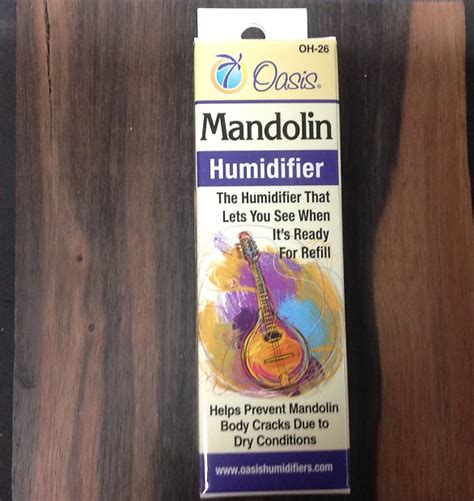 OH-26
Oasis®
Mandolin
Humidifier
The Humidifier That
Lets You See When
It's Ready
For Refill
Helps Prevent Mandolin
Body Cracks Due to
Dry Conditions
www.oasishumidifiers.com